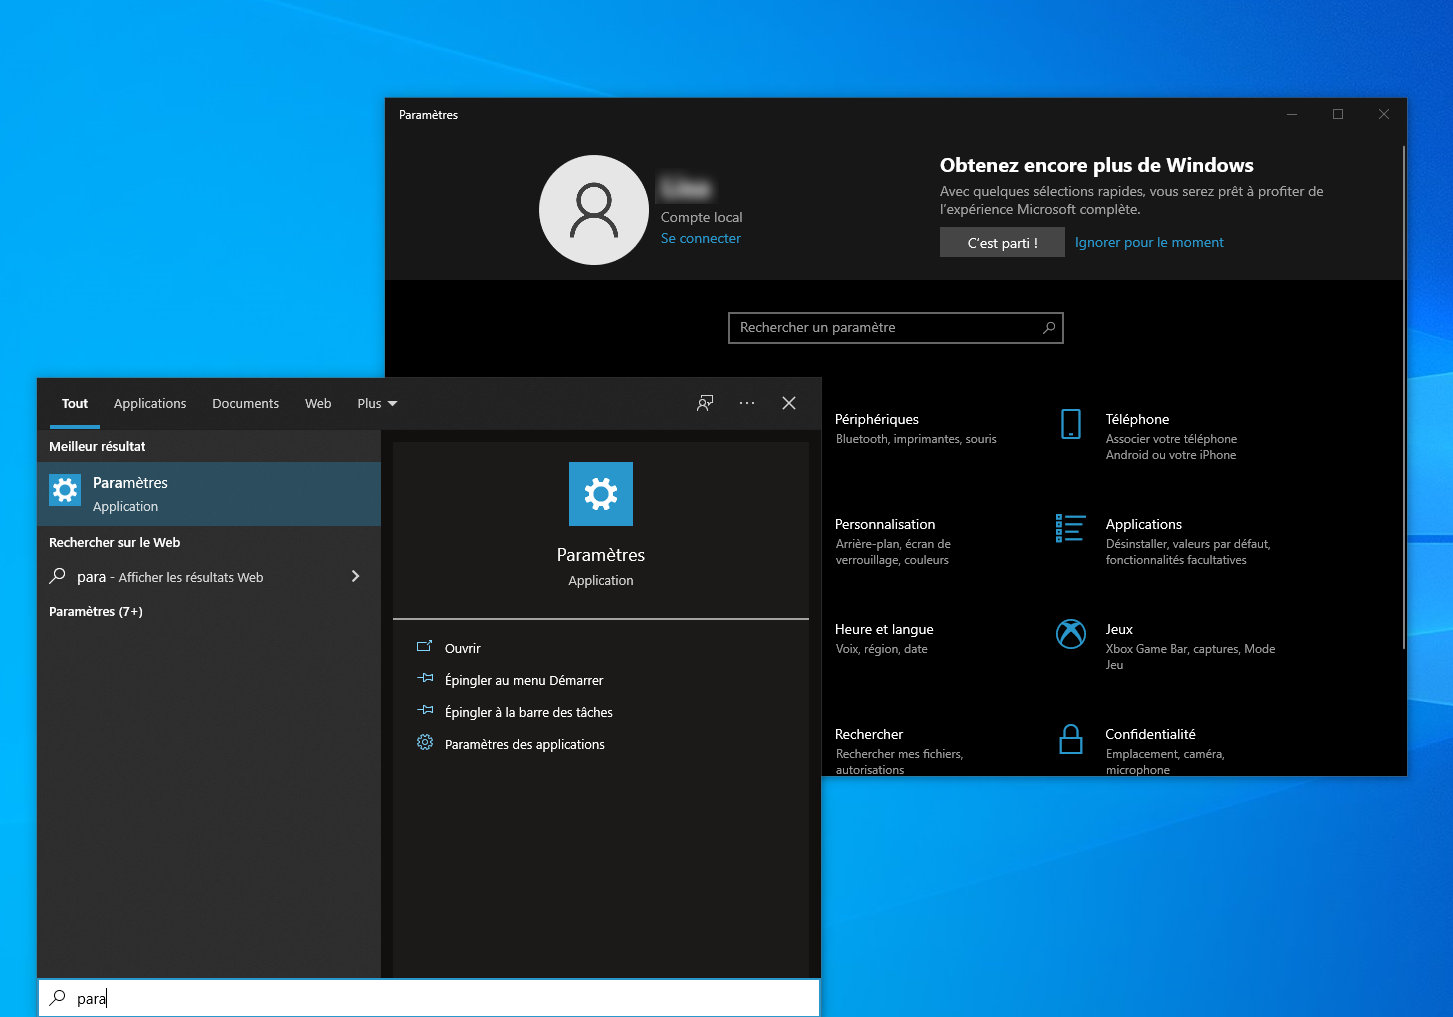 Paramètres
Compte local
Se connecter
Obtenez encore plus de Windows
Avec quelques sélections rapides, vous serez prêt à profiter de
l'expérience Microsoft complète.
C'est parti !
Ignorer pour le moment
Rechercher un paramètre
Périphériques
Bluetooth, imprimantes, souris
Téléphone
Associer votre téléphone
Android ou votre iPhone
Personnalisation
Arrière-plan, écran de
verrouillage, couleurs
Applications
Désinstaller, valeurs par défaut,
fonctionnalités facultatives
Heure et langue
Voix, région, date
Jeux
Xbox Game Bar, captures, Mode
Jeu
Rechercher
Rechercher mes fichiers,
autorisations
Confidentialité
Emplacement, caméra,
microphone
Tout
Applications
Documents
Web
Plus
Meilleur résultat
Paramètres
Application
Rechercher sur le Web
para - Afficher les résultats Web
Paramètres (7+)
Paramètres
Application
Ouvrir
Épingler au menu Démarrer
Épingler à la barre des tâches
Paramètres des applications
para